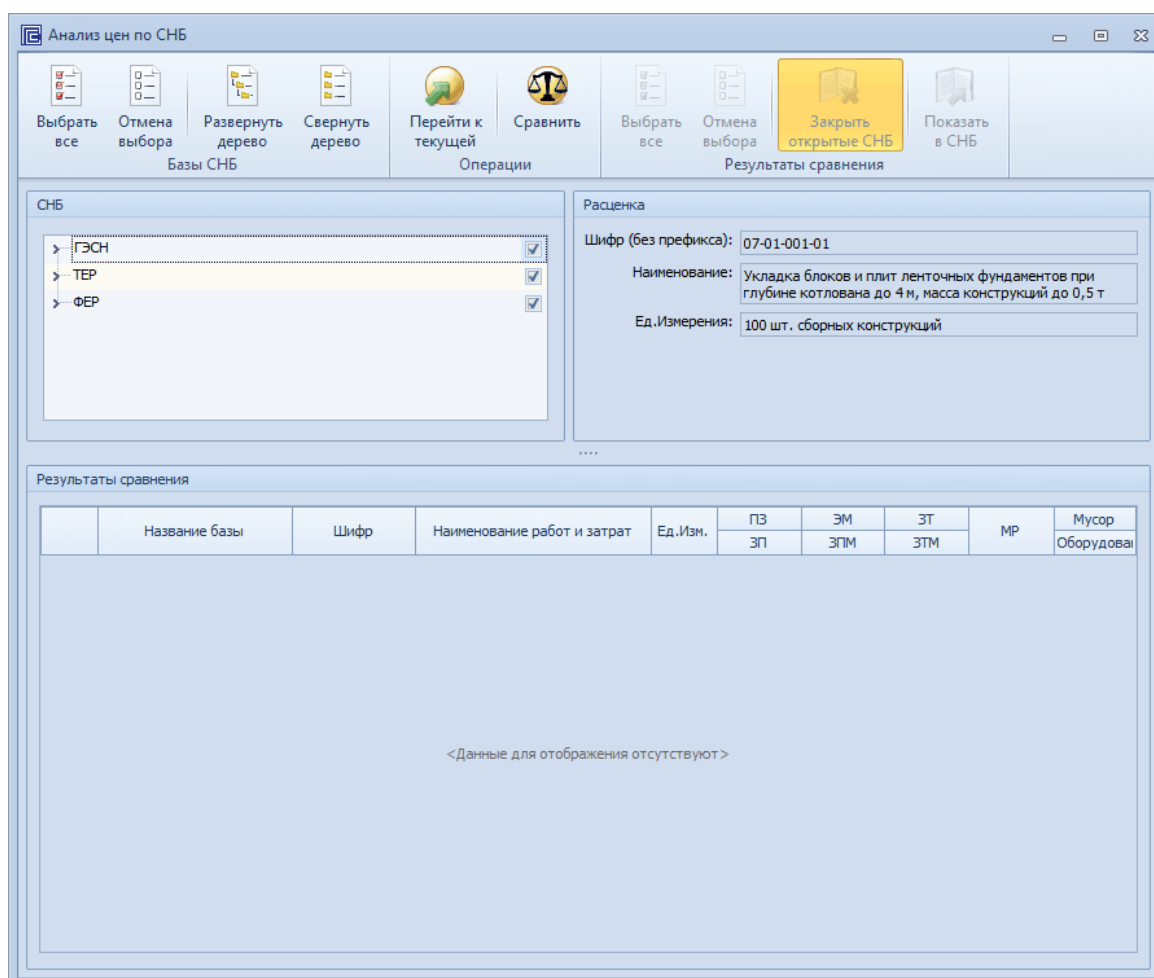 Анализ цен по СНБ
Выбрать все
Отмена выбора
Развернуть дерево
Свернуть дерево
Базы СНБ
Перейти к текущей
Сравнить
Операции
Выбрать все
Отмена выбора
Закрыть открытые СНБ
Показать в СНБ
Результаты сравнения
СНБ
ГЭСН
ТЕР
ФЕР
Расценка
Шифр (без префикса): 07-01-001-01
Наименование: Укладка блоков и плит ленточных фундаментов при
глубине котлована до 4 м, масса конструкций до 0,5 т
Ед.Измерения: 100 шт. сборных конструкций
Результаты сравнения
Название базы Шифр Наименование работ и затрат Ед.Изм. ПЗ ЭМ ЗТ МР Мусор
ЗП ЗПМ ЗТМ Оборудоваı
<Данные для отображения отсутствуют>